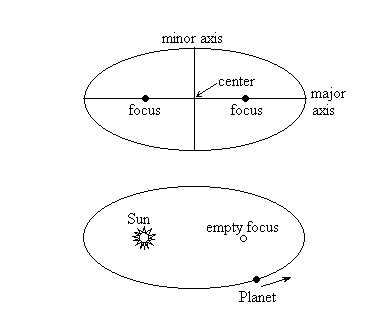 minor axis
center
focus
focus
major
axis
Sun
empty focus
Planet